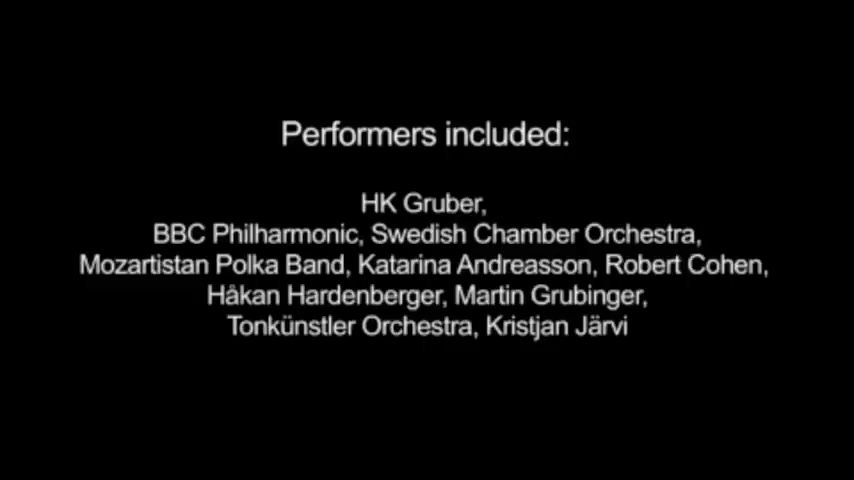 Performers included:
HK Gruber,
BBC Philharmonic, Swedish Chamber Orchestra,
Mozartistan Polka Band, Katarina Andreasson, Robert Cohen,
Håkan Hardenberger, Martin Grubinger,
Tonkünstler Orchestra, Kristjan Järvi